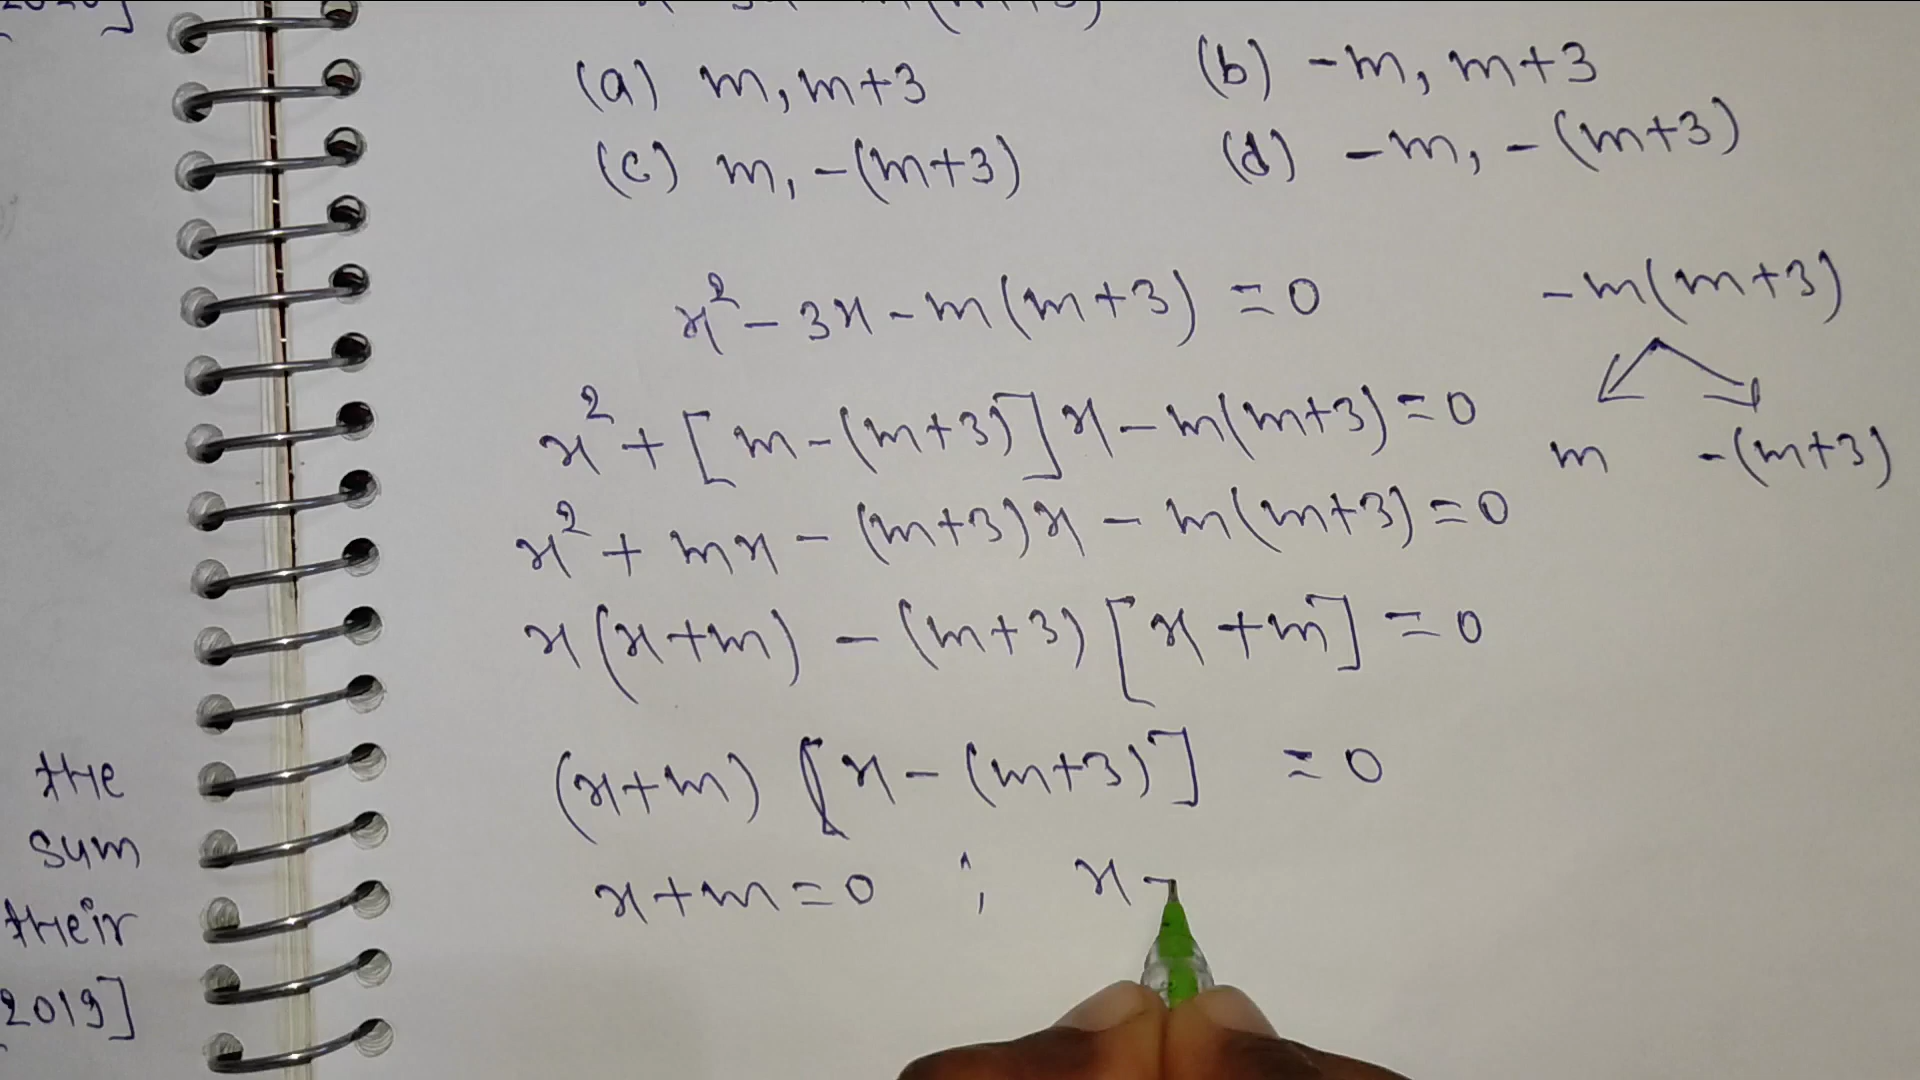 2020]
(a) m, m+3 (b) -m, m+3
(c) m, -(m+3) (d) -m, -(m+3)
x² - 3x - m(m+3) = 0 -m(m+3)
x² + [m-(m+3)]x - m(m+3) = 0 m -(m+3)
x² + mx - (m+3)x - m(m+3) = 0
x(x+m) - (m+3)[x+m] = 0
(x+m) [x-(m+3)] = 0
x+m=0 ; x-
the
sum
their
2019]